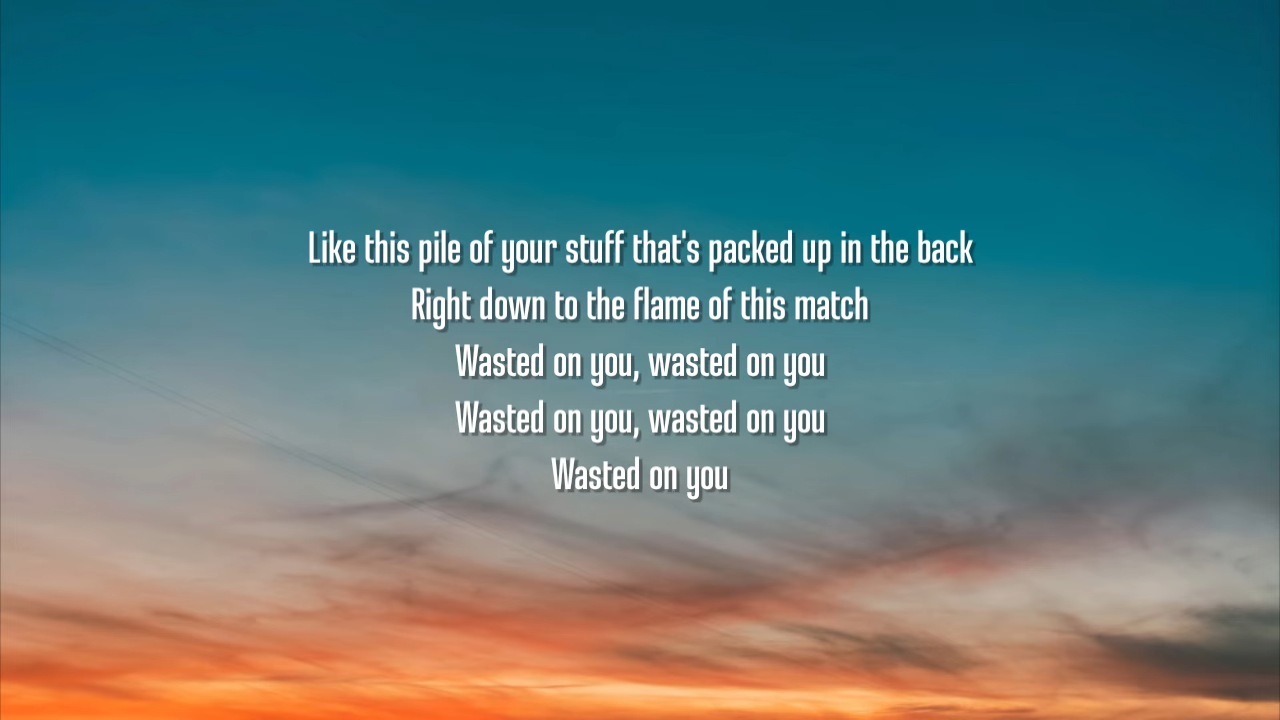 Like this pile of your stuff that's packed up in the back
Right down to the flame of this match
Wasted on you, wasted on you
Wasted on you, wasted on you
Wasted on you